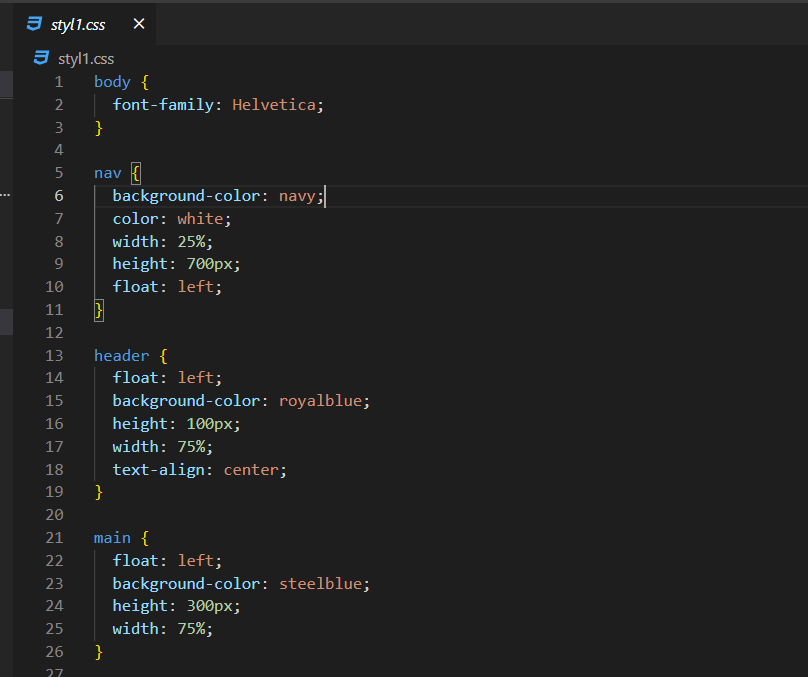 styl1.css
styl1.css
1 body {
2   font-family: Helvetica;
3 }
4
5 nav {
6   background-color: navy;
7   color: white;
8   width: 25%;
9   height: 700px;
10   float: left;
11 }
12
13 header {
14   float: left;
15   background-color: royalblue;
16   height: 100px;
17   width: 75%;
18   text-align: center;
19 }
20
21 main {
22   float: left;
23   background-color: steelblue;
24   height: 300px;
25   width: 75%;
26 }
27